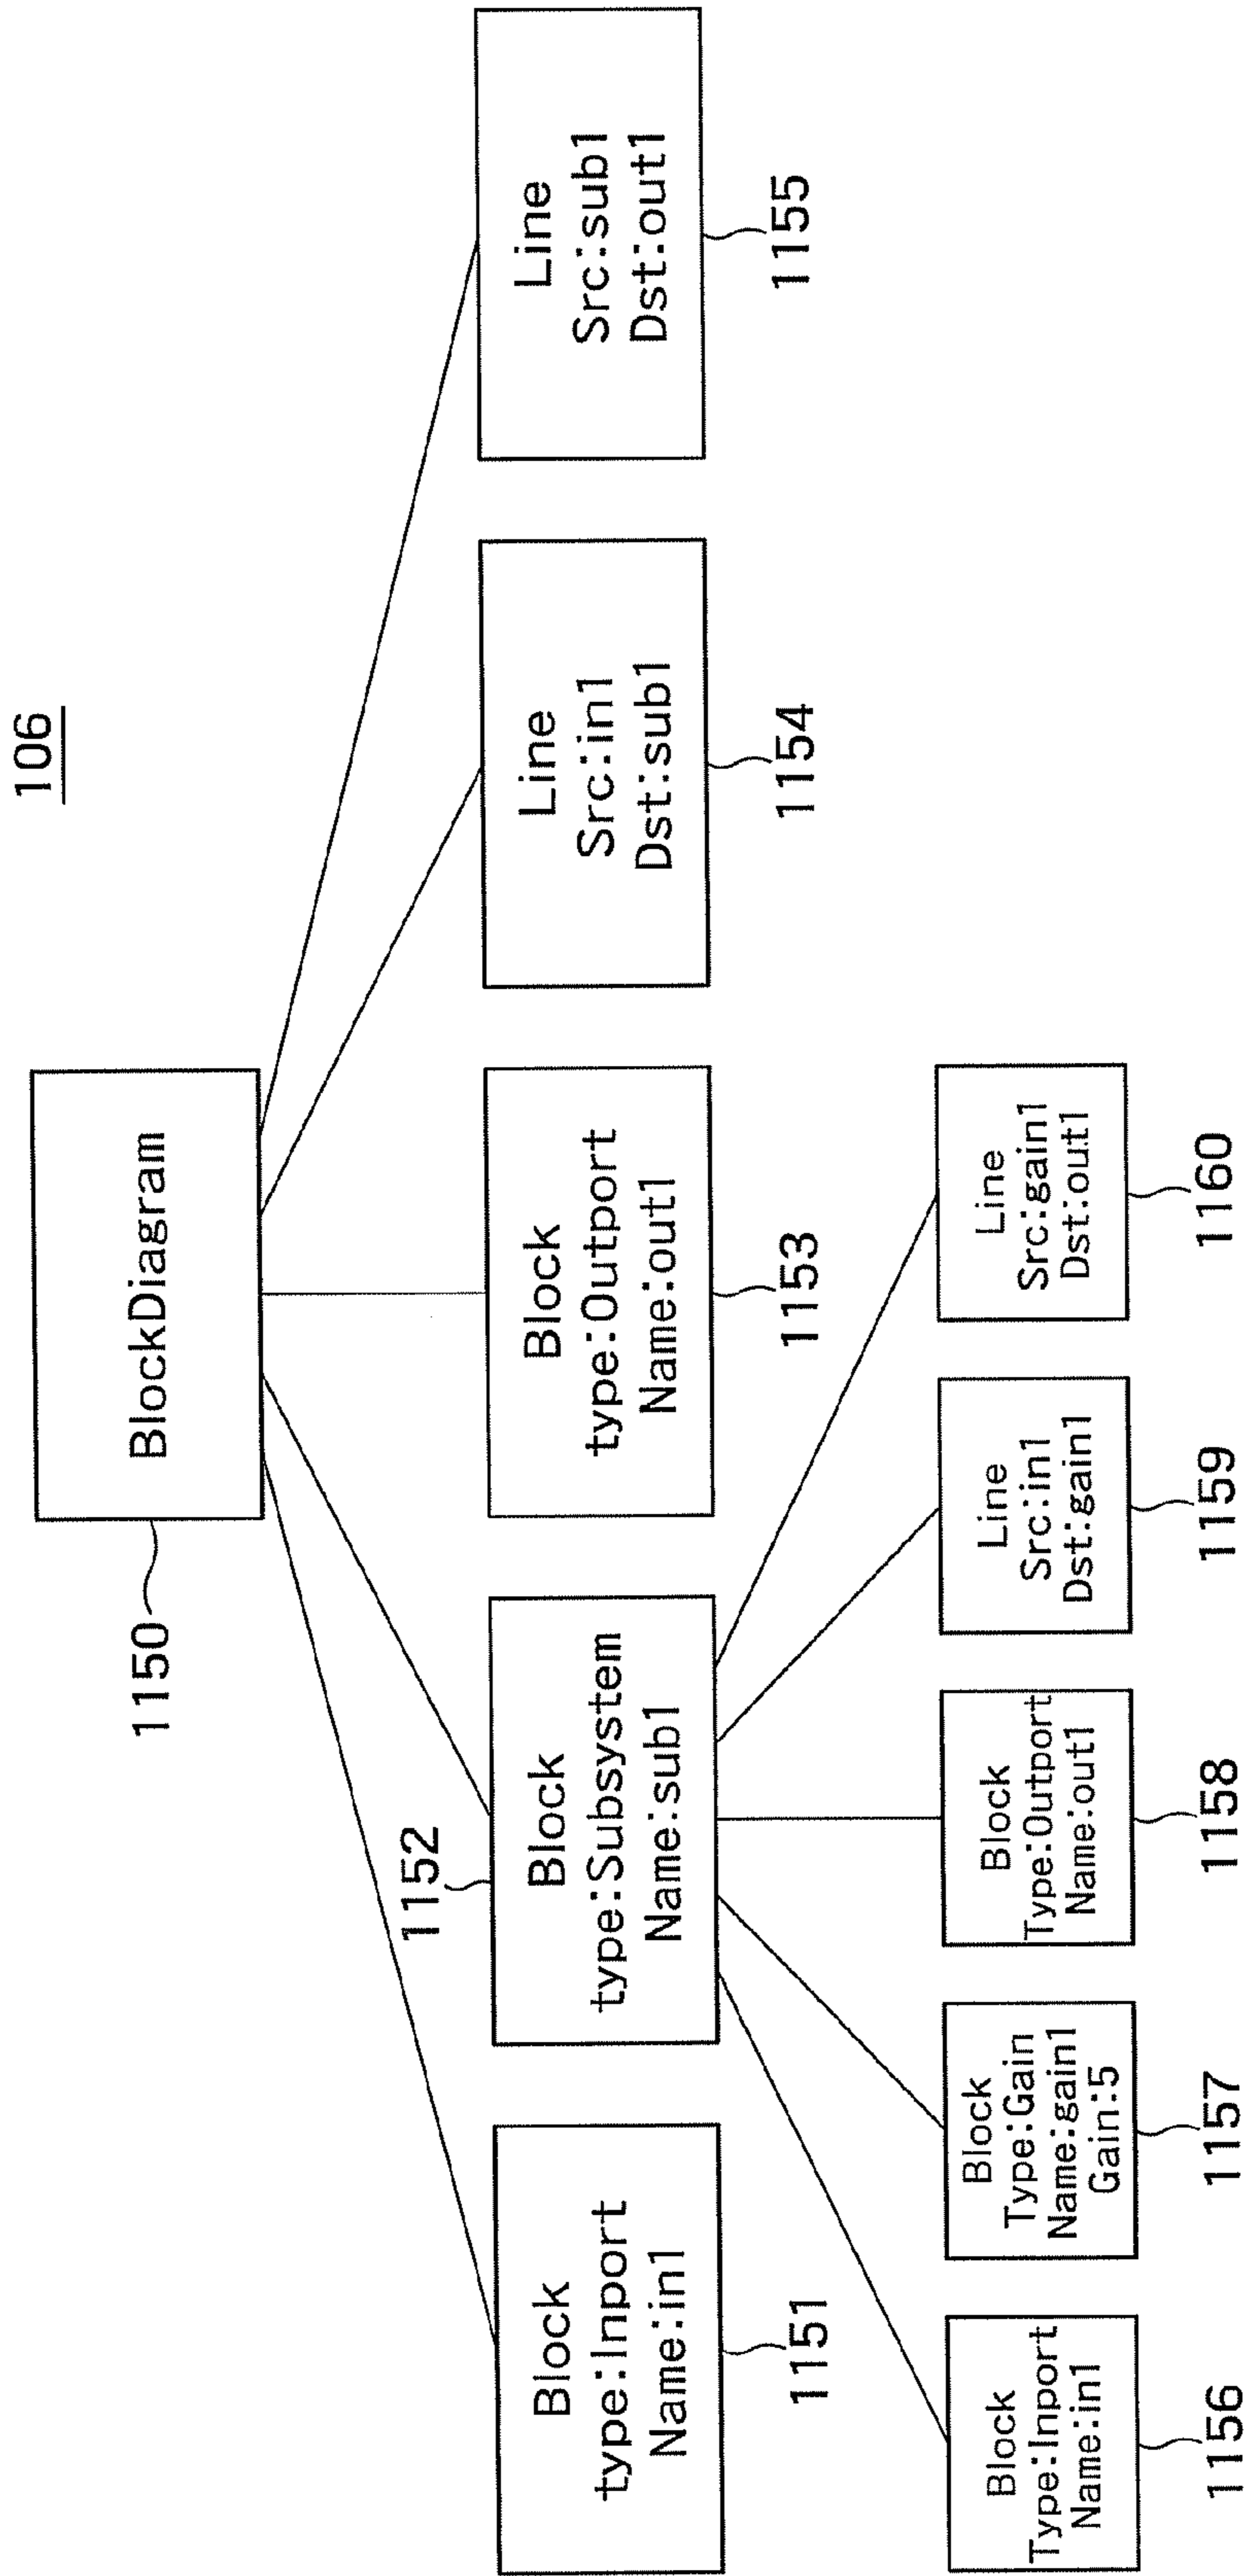 106
BlockDiagram
1150
Block
type:Inport
Name:in1
1151
Block
type:Subsystem
Name:sub1
1152
Block
type:Outport
Name:out1
1153
Line
Src:in1
Dst:sub1
1154
Line
Src:sub1
Dst:out1
1155
Block
Type:Inport
Name:in1
1156
Block
Type:Gain
Name:gain1
Gain:5
1157
Block
Type:Outport
Name:out1
1158
Line
Src:in1
Dst:gain1
1159
Line
Src:gain1
Dst:out1
1160